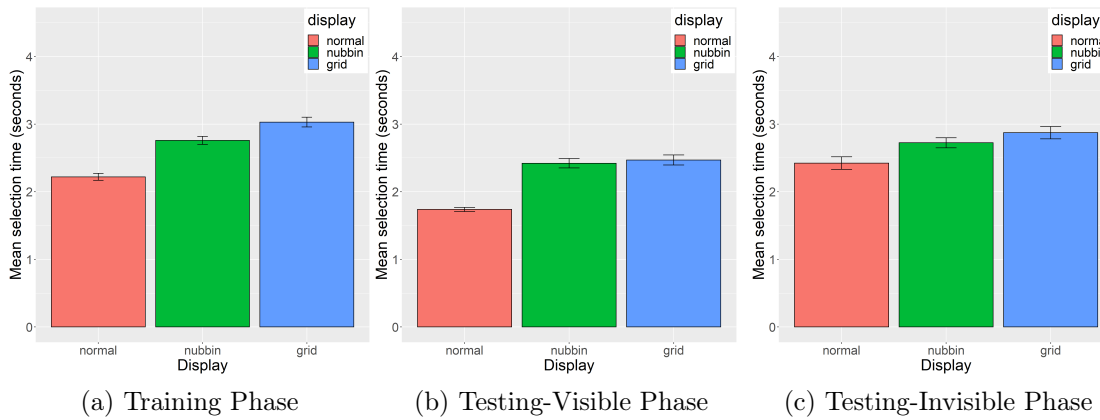 display
normal
nubbin
grid
Mean selection time (seconds)
4
3
2
1
0
normal nubbin grid
Display
(a) Training Phase
display
normal
nubbin
grid
Mean selection time (seconds)
4
3
2
1
0
normal nubbin grid
Display
(b) Testing-Visible Phase
display
norma
nubbi
grid
Mean selection time (seconds)
4
3
2
1
0
normal nubbin grid
Display
(c) Testing-Invisible Phase